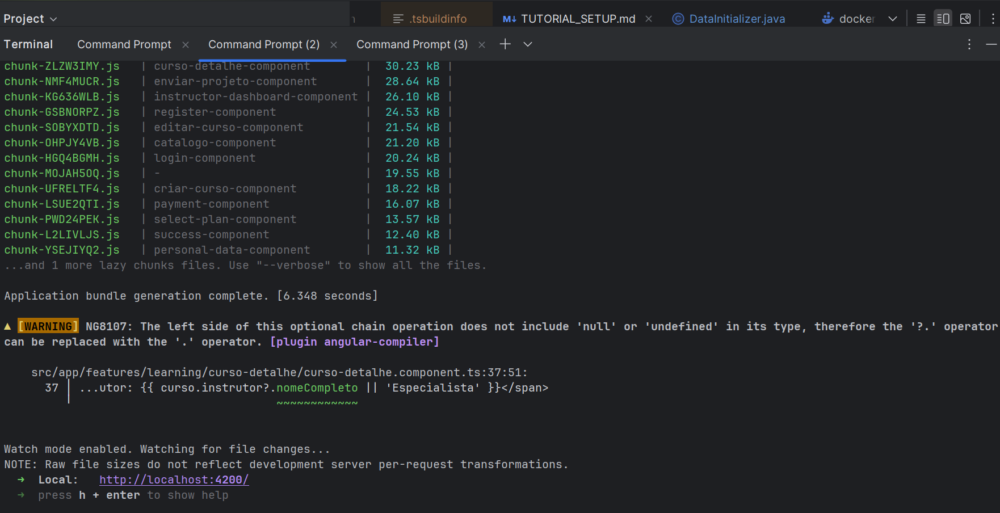 Project
.tsbuildinfo
M↓ TUTORIAL_SETUP.md
DataInitializer.java
docker
Terminal
Command Prompt
Command Prompt (2)
Command Prompt (3)
chunk-ZLZW3IMY.js | curso-detalhe-component | 30.23 kB |
chunk-NMF4MUCR.js | enviar-projeto-component | 28.64 kB |
chunk-KG636WLB.js | instructor-dashboard-component | 26.10 kB |
chunk-GSBNORPZ.js | register-component | 24.53 kB |
chunk-SOBYXDTD.js | editar-curso-component | 21.54 kB |
chunk-OHPJY4VB.js | catalogo-component | 21.20 kB |
chunk-HGQ4BGMH.js | login-component | 20.24 kB |
chunk-MOJAH5OQ.js | - | 19.55 kB |
chunk-UFRELTF4.js | criar-curso-component | 18.22 kB |
chunk-LSUE2QTI.js | payment-component | 16.07 kB |
chunk-PWD24PEK.js | select-plan-component | 13.57 kB |
chunk-L2LIVLJS.js | success-component | 12.40 kB |
chunk-YSEJIYQ2.js | personal-data-component | 11.32 kB |
...and 1 more lazy chunks files. Use "--verbose" to show all the files.
Application bundle generation complete. [6.348 seconds]
▲ [WARNING] NG8107: The left side of this optional chain operation does not include 'null' or 'undefined' in its type, therefore the '?.' operator
can be replaced with the '.' operator. [plugin angular-compiler]
src/app/features/learning/curso-detalhe/curso-detalhe.component.ts:37:51:
37 │ ...utor: {{ curso.instrutor?.nomeCompleto || 'Especialista' }}</span>
~~~~~~~~~~~~
Watch mode enabled. Watching for file changes...
NOTE: Raw file sizes do not reflect development server per-request transformations.
➜ Local: http://localhost:4200/
➜ press h + enter to show help